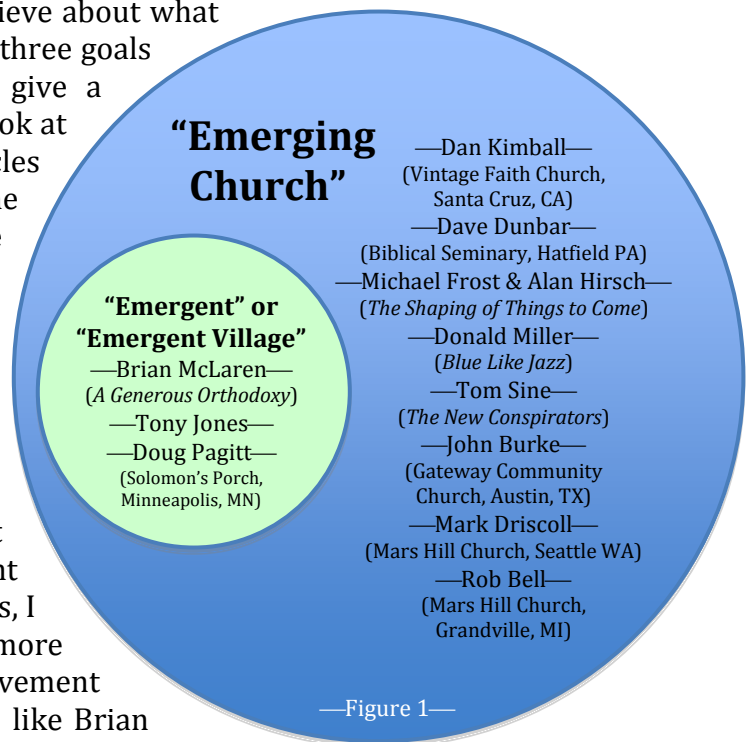 ieve about what
three goals
give a
ok at
cles
e
t
nt
s, I
more
vement
like Brian
“Emerging
Church”
—Dan Kimball—
(Vintage Faith Church,
Santa Cruz, CA)
—Dave Dunbar—
(Biblical Seminary, Hatfield PA)
—Michael Frost & Alan Hirsch—
(The Shaping of Things to Come)
—Donald Miller—
(Blue Like Jazz)
—Tom Sine—
(The New Conspirators)
—John Burke—
(Gateway Community
Church, Austin, TX)
—Mark Driscoll—
(Mars Hill Church, Seattle WA)
—Rob Bell—
(Mars Hill Church,
Grandville, MI)
“Emergent” or
“Emergent Village”
—Brian McLaren—
(A Generous Orthodoxy)
—Tony Jones—
—Doug Pagitt—
(Solomon’s Porch,
Minneapolis, MN)
—Figure 1—